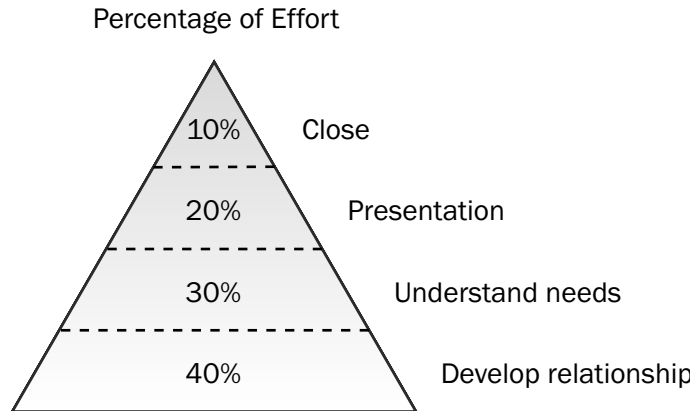 Percentage of Effort
10% Close
20% Presentation
30% Understand needs
40% Develop relationship